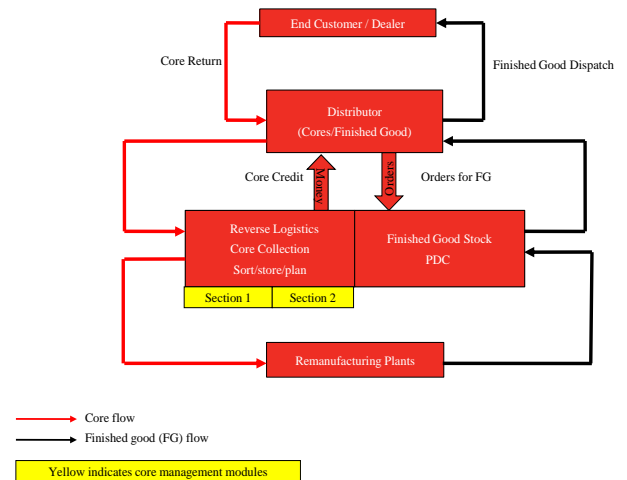 End Customer / Dealer
Core Return
Finished Good Dispatch
Distributor
(Cores/Finished Good)
Core Credit
Money
Orders
Orders for FG
Reverse Logistics
Core Collection
Sort/store/plan
Finished Good Stock
PDC
Section 1
Section 2
Remanufacturing Plants
Core flow
Finished good (FG) flow
Yellow indicates core management modules